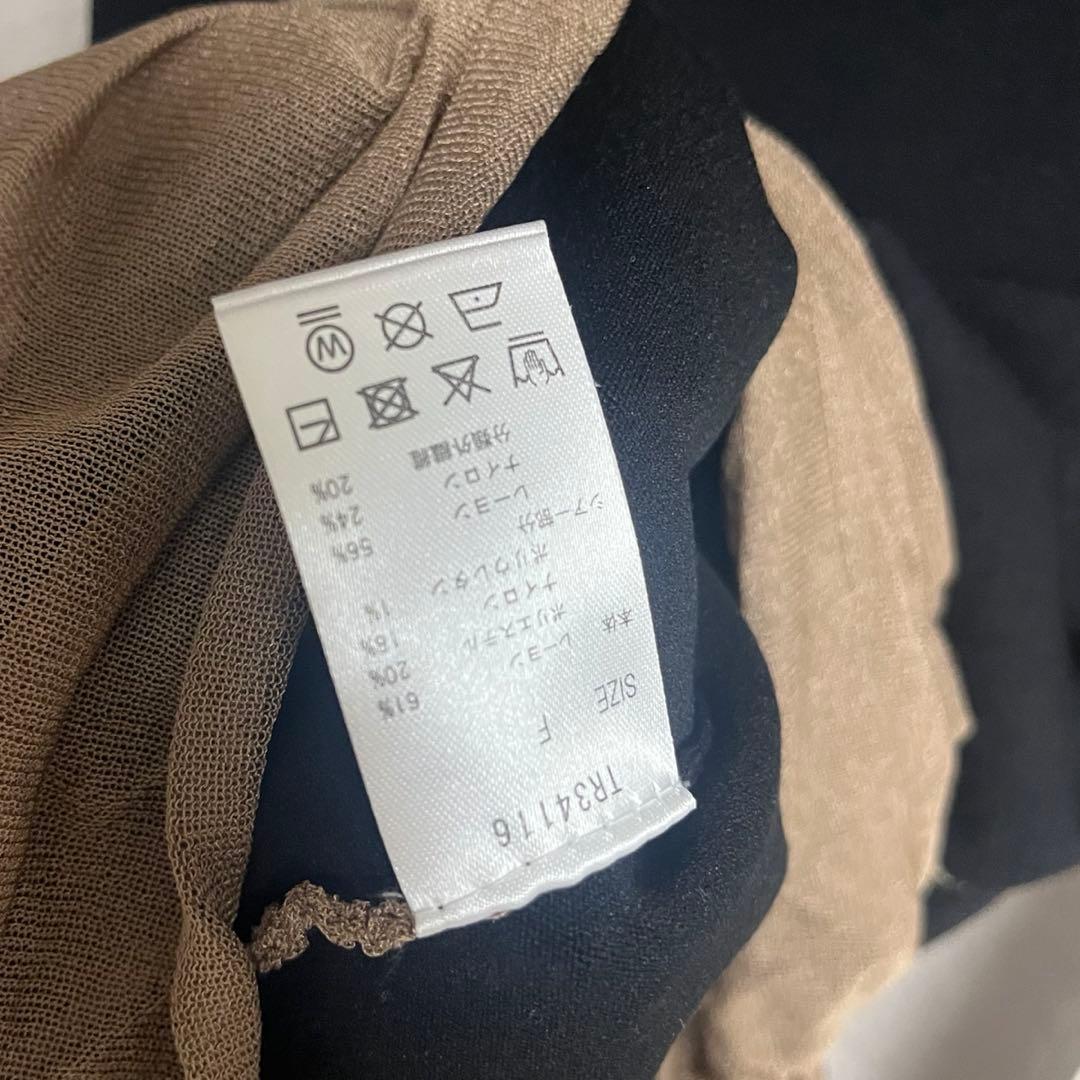 TR34116
SIZE F
本体
レーヨン 61%
ポリエステル 20%
ナイロン 18%
ポリウレタン 1%
シアー部分
レーヨン 56%
ナイロン 24%
分類外繊維 20%
W